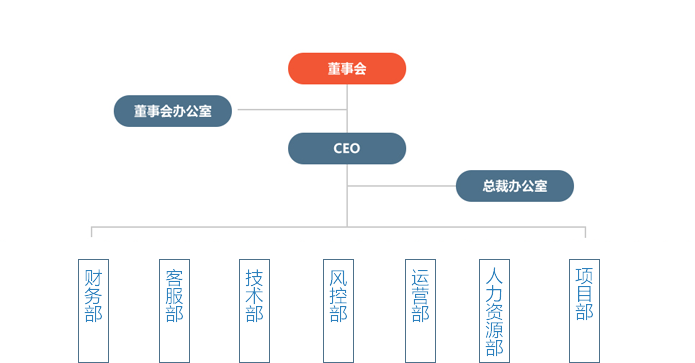 董事会
董事会办公室
CEO
总裁办公室
财务部
客服部
技术部
风控部
运营部
人力资源部
项目部